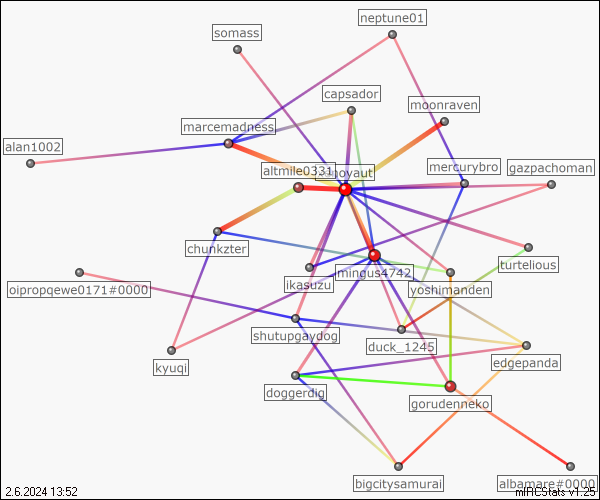 neptune01
somass
capsador
moonraven
marcemadness
alan1002
mercurybro
gazpachoman
altmile0331
chunkzter
turtelious
ikasuzu
mingus4742
oipropqewe0171#0000
yoshimanden
shutupgaydog
duck_1245
edgepanda
kyuqi
doggerdig
gorudenneko
bigcitysamurai
albamare#0000
2.6.2024 13:52
mIRCStats v1.25